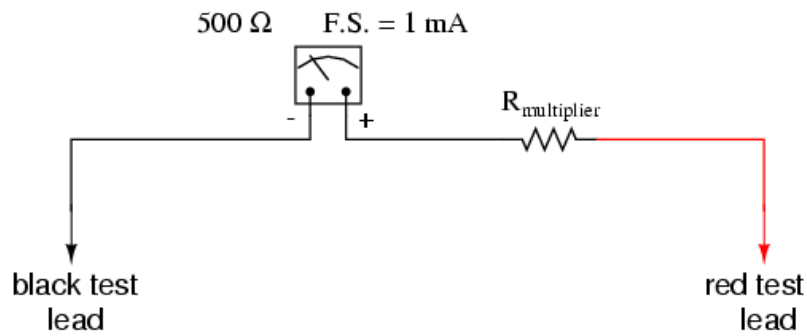 500 Ω F.S. = 1 mA
- +
Rmultiplier
black test
lead
red test
lead